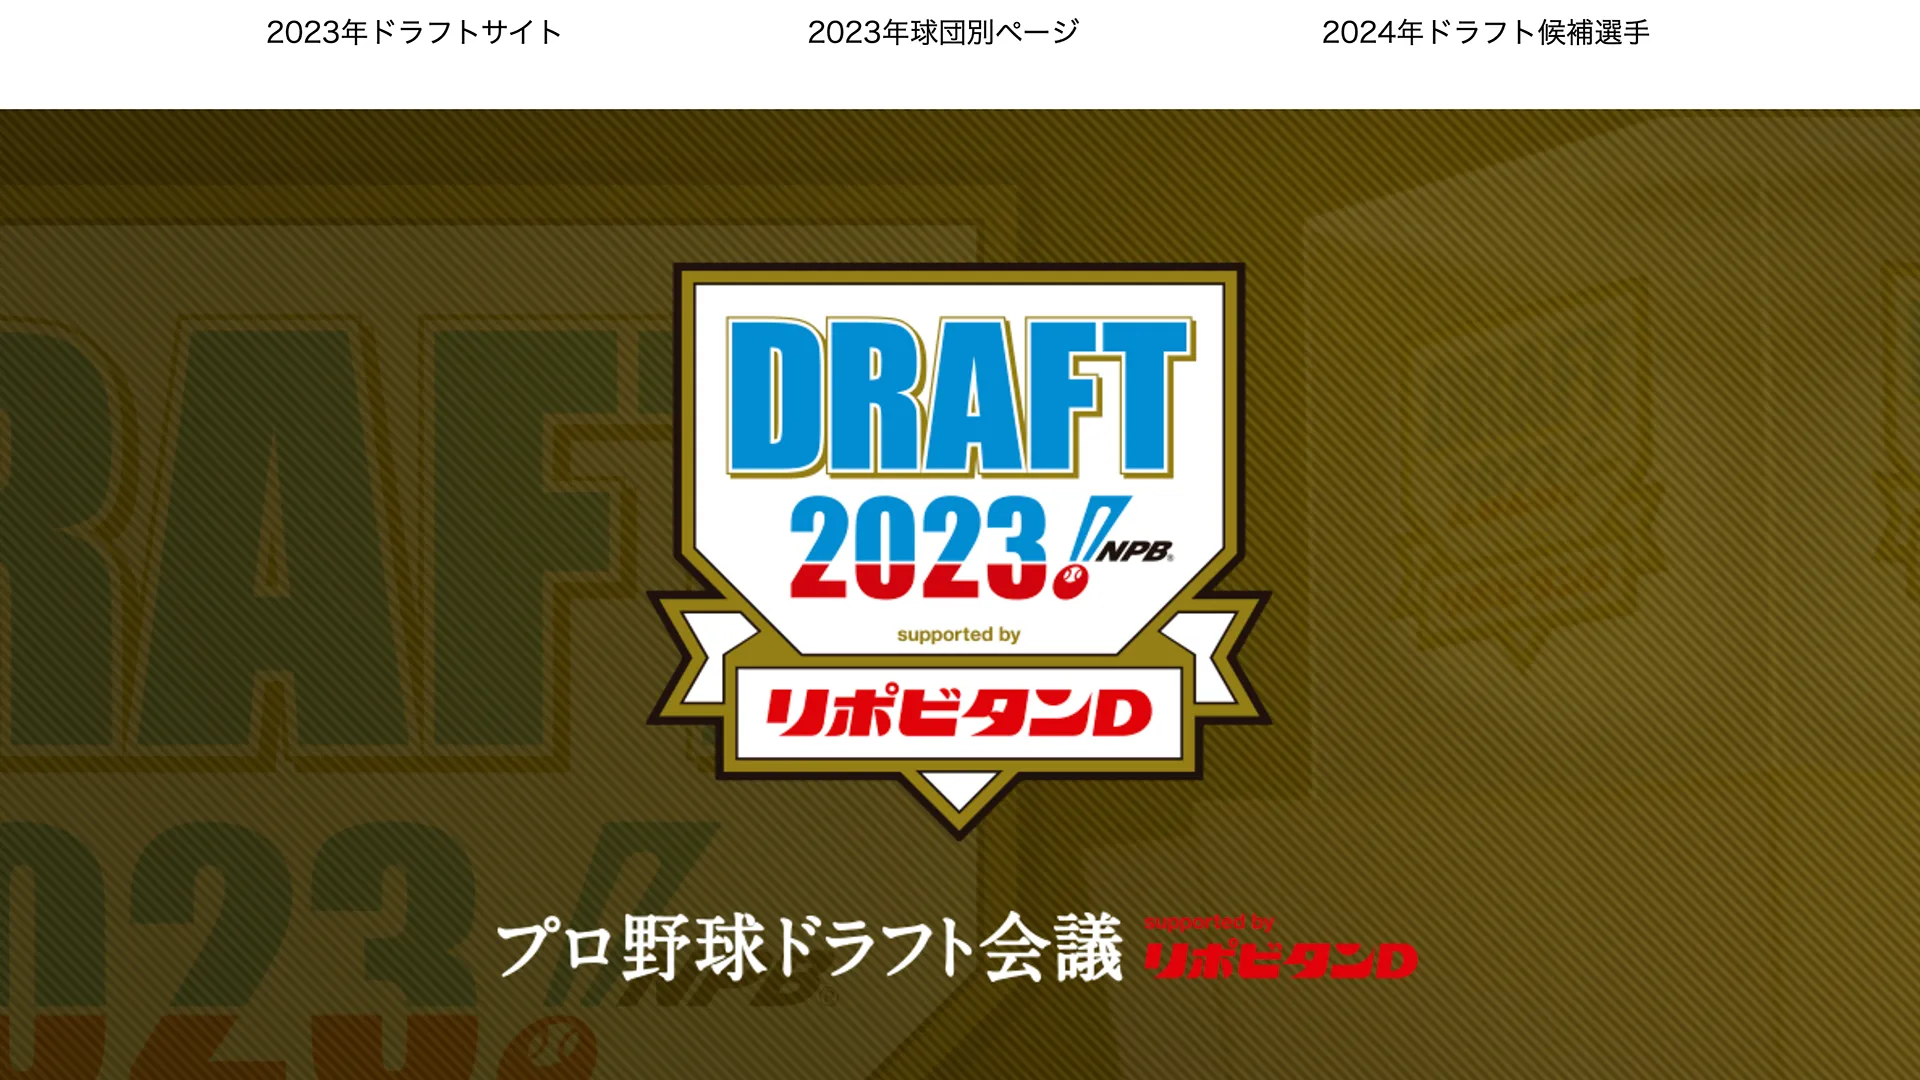 2023年ドラフトサイト
2023年球団別ページ
2024年ドラフト候補選手
DRAFT
2023
NPB®
supported by
リポビタンD
プロ野球ドラフト会議
supported by
リポビタンD
RAFT
023
NPB®